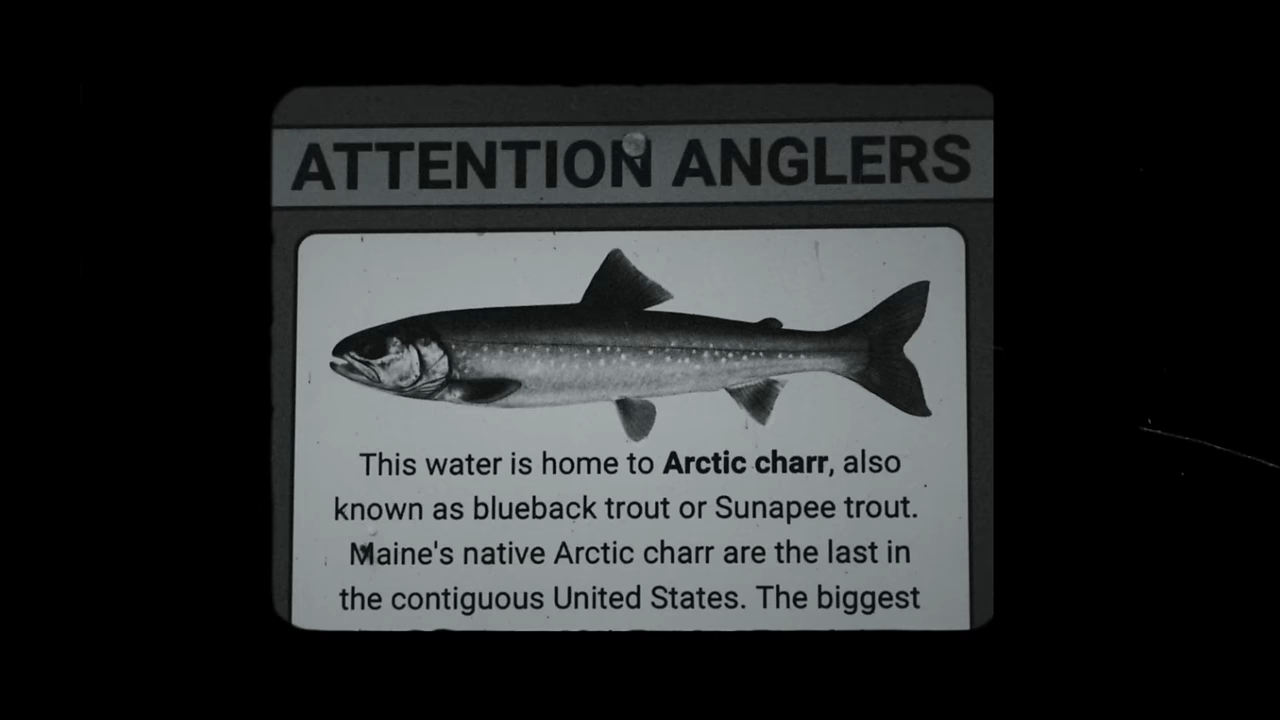 ATTENTION ANGLERS
This water is home to Arctic charr, also
known as blueback trout or Sunapee trout.
Maine's native Arctic charr are the last in
the contiguous United States. The biggest